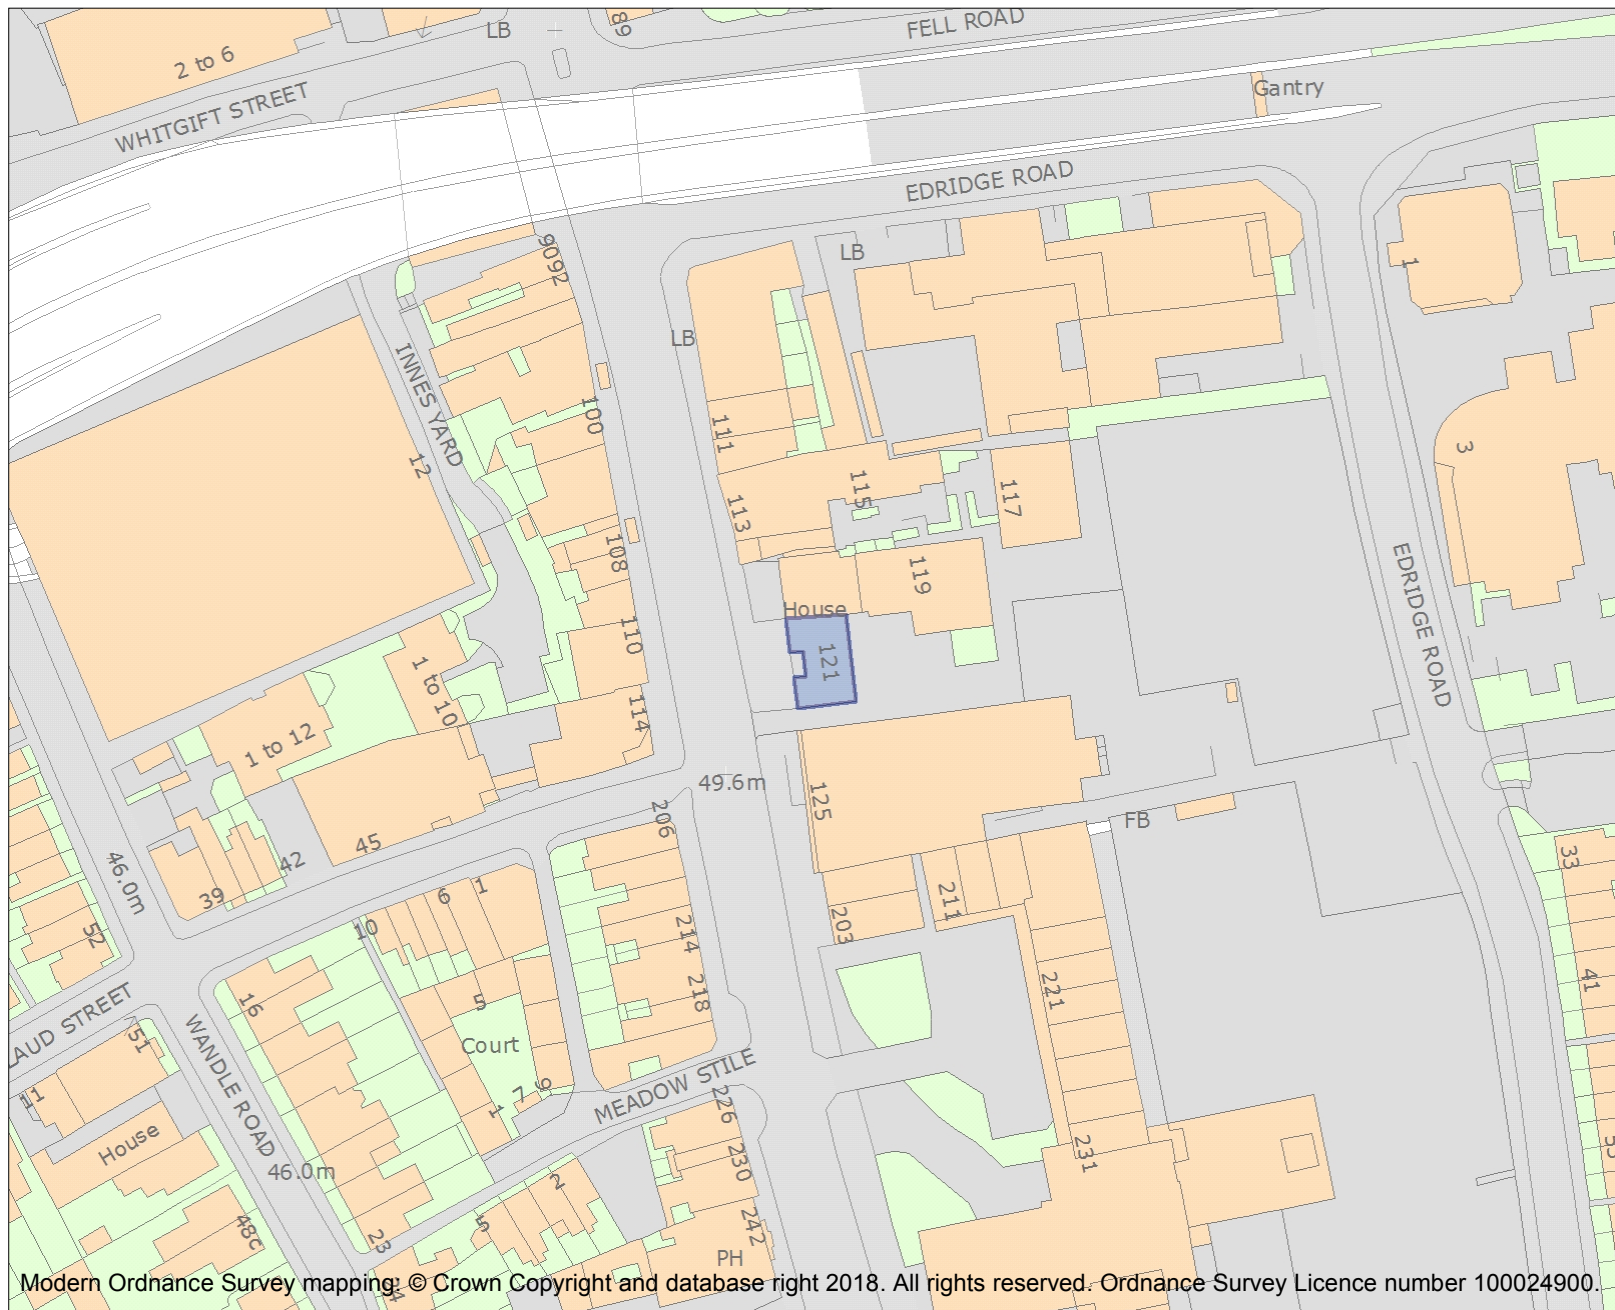 LB
89
FELL ROAD
2 to 6
Gantry
WHITGIFT STREET
EDRIDGE ROAD
9092
LB
1
LB
INNES YARD
100
111
12
3
115
117
113
108
119
EDRIDGE ROAD
House
110
121
1 to 10
114
1 to 12
49.6m
125
206
FB
45
42
33
46.0m
39
6
1
211
203
10
52
214
221
41
218
16
5
LAUD STREET
51
Court
WANDLE ROAD
MEADOW STILE
11
1
7
9
226
House
231
230
46.0m
2
5
242
48c
23
PH
Modern Ordnance Survey mapping: © Crown Copyright and database right 2018. All rights reserved. Ordnance Survey Licence number 100024900.